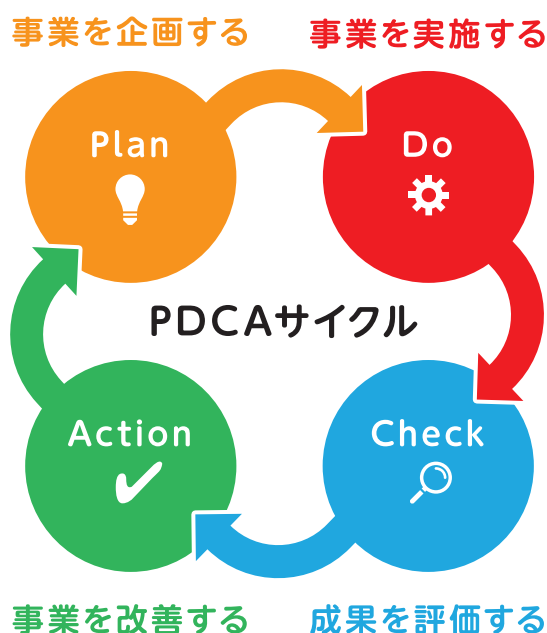 事業を企画する
事業を実施する
Plan
Do
PDCAサイクル
Action
Check
事業を改善する
成果を評価する